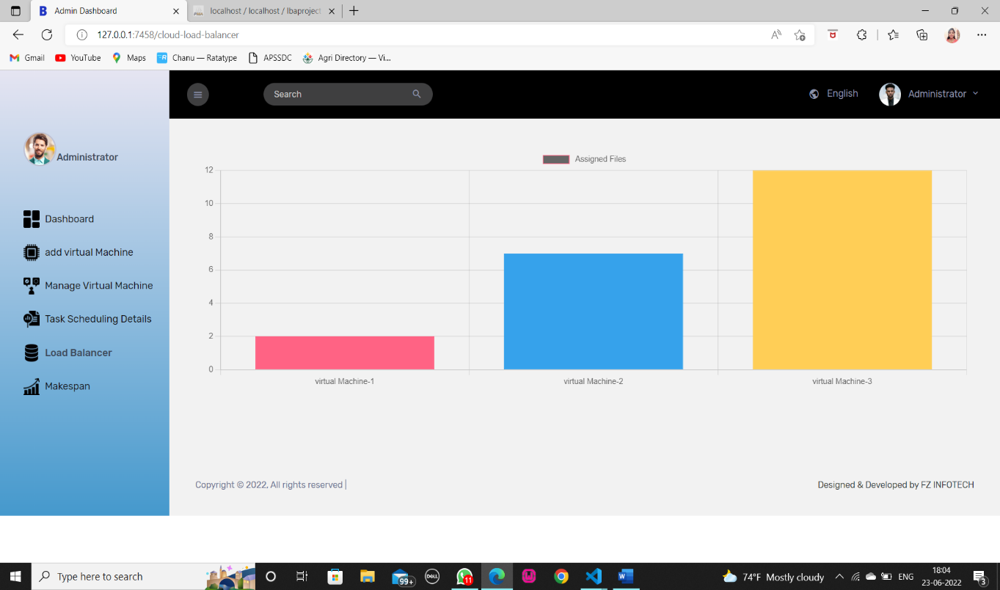 Admin Dashboard
localhost / localhost / lbaproject
127.0.0.1:7458/cloud-load-balancer
Gmail
YouTube
Maps
Chanu — Ratatype
APSSDC
Agri Directory — Vi...
Search
English
Administrator
Administrator
Dashboard
add virtual Machine
Manage Virtual Machine
Task Scheduling Details
Load Balancer
Makespan
Assigned Files
12
10
8
6
4
2
0
virtual Machine-1
virtual Machine-2
virtual Machine-3
Copyright © 2022, All rights reserved |
Designed & Developed by FZ INFOTECH
Type here to search
99+
DELL
11
74°F Mostly cloudy
ENG
18:04
23-06-2022
3